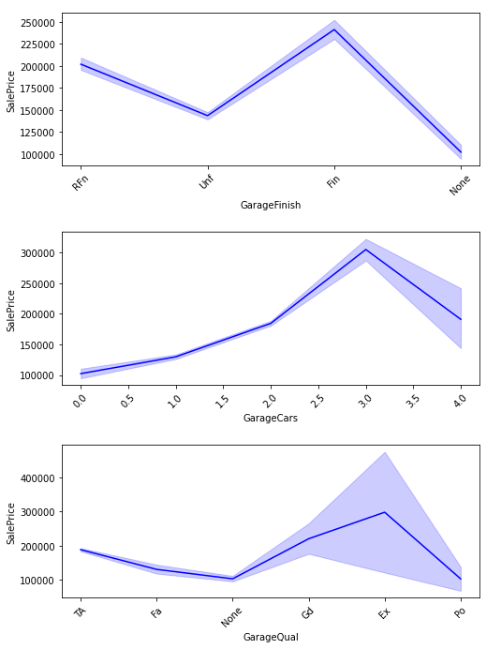 250000
225000
200000
175000
150000
125000
100000
SalePrice
RFn Unf Fin None
GarageFinish
300000
250000
200000
150000
100000
SalePrice
0.0 0.5 1.0 1.5 2.0 2.5 3.0 3.5 4.0
GarageCars
400000
300000
200000
100000
SalePrice
TA Fa None Gd Ex Po
GarageQual